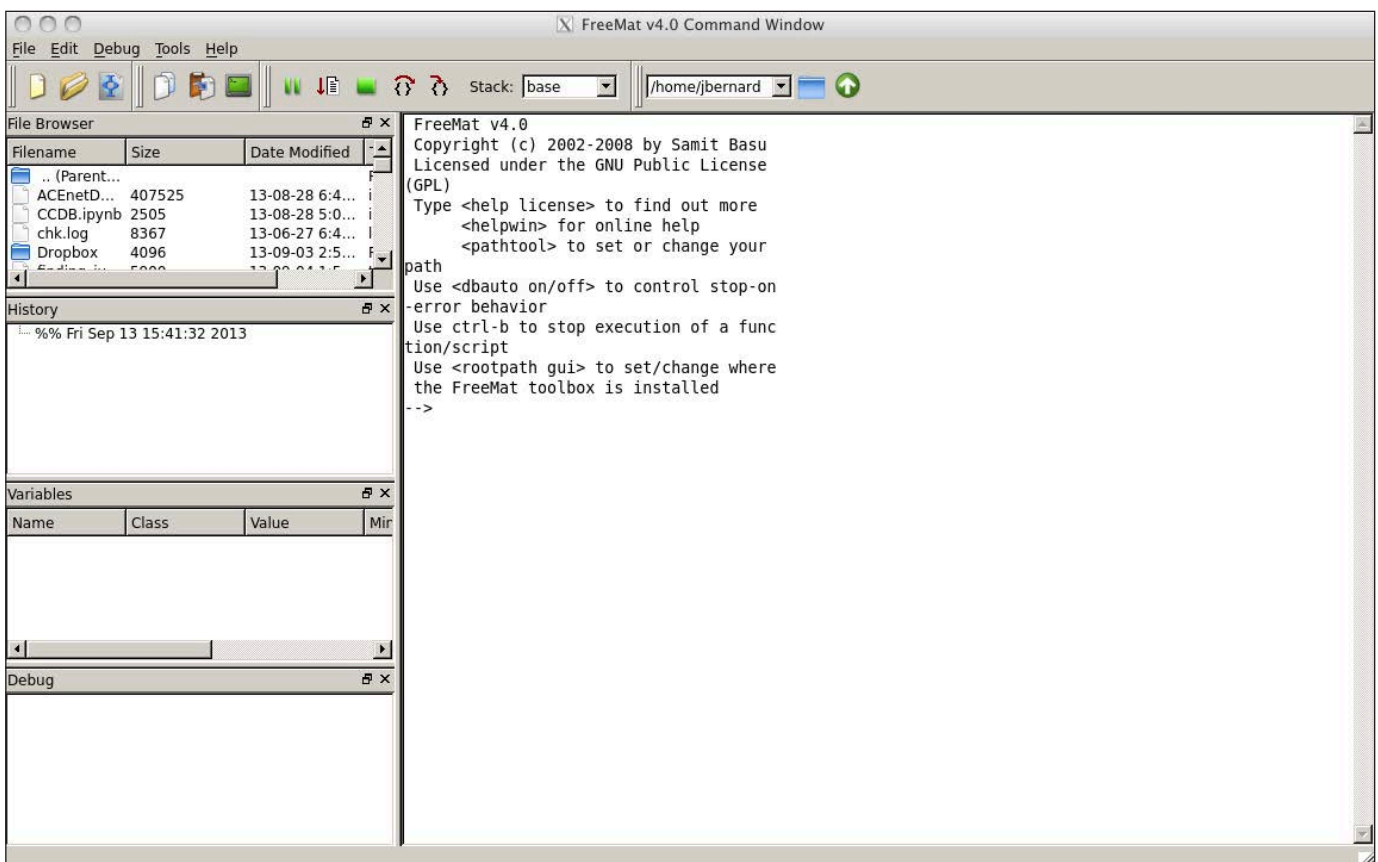 FreeMat v4.0 Command Window
File Edit Debug Tools Help
Stack: base
/home/jbernard
File Browser
Filename Size Date Modified
.. (Parent...
ACEnetD... 407525 13-08-28 6:4... i
CCDB.ipynb 2505 13-08-28 5:0... i
chk.log 8367 13-06-27 6:4... l
Dropbox 4096 13-09-03 2:5...
History
%% Fri Sep 13 15:41:32 2013
Variables
Name Class Value Min
Debug
FreeMat v4.0
Copyright (c) 2002-2008 by Samit Basu
Licensed under the GNU Public License
(GPL)
Type <help license> to find out more
<helpwin> for online help
<pathtool> to set or change your
path
Use <dbauto on/off> to control stop-on
-error behavior
Use ctrl-b to stop execution of a func
tion/script
Use <rootpath gui> to set/change where
the FreeMat toolbox is installed
-->